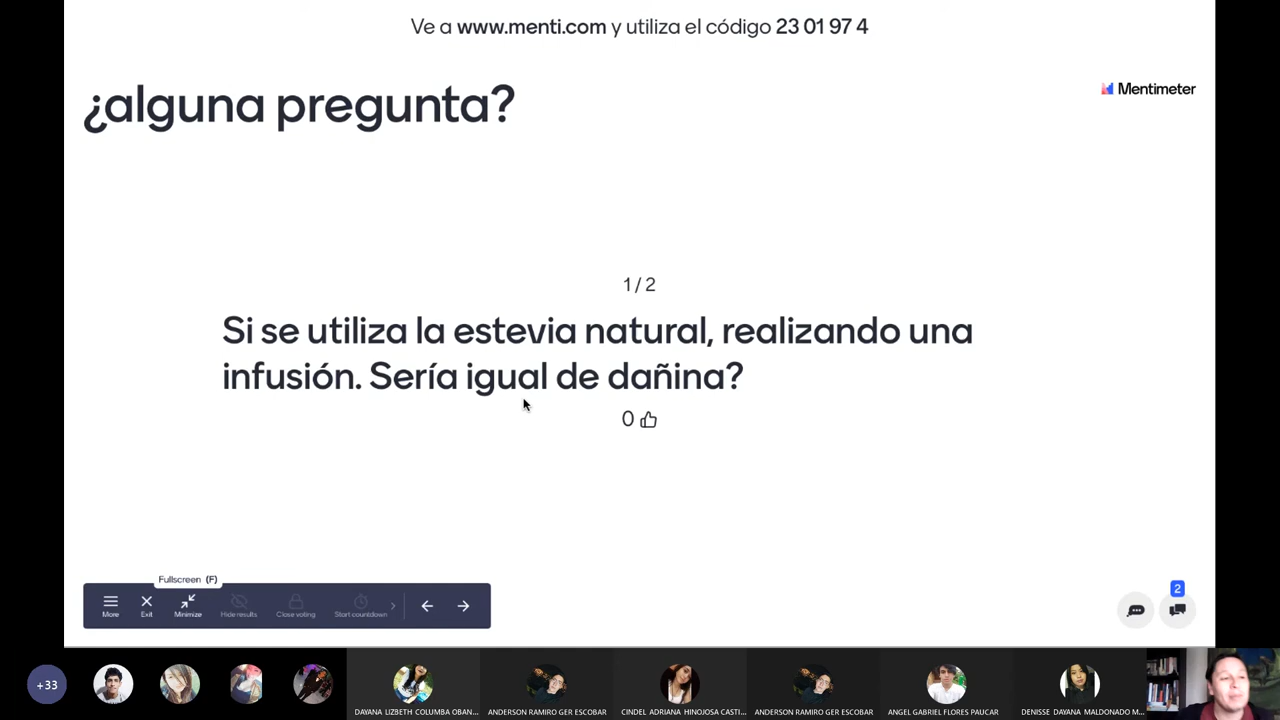 Ve a www.menti.com y utiliza el código 23 01 97 4
¿alguna pregunta?
Mentimeter
1 / 2
Si se utiliza la estevia natural, realizando una
infusión. Sería igual de dañina?
0
Fullscreen (F)
More Exit Minimize Hide results Close voting Start countdown
2
+33
DAYANA LIZBETH COLUMBA OBAN... ANDERSON RAMIRO GER ESCOBAR CINDEL ADRIANA HINOJOSA CASTI... ANDERSON RAMIRO GER ESCOBAR ANGEL GABRIEL FLORES PAUCAR DENISSE DAYANA MALDONADO M...